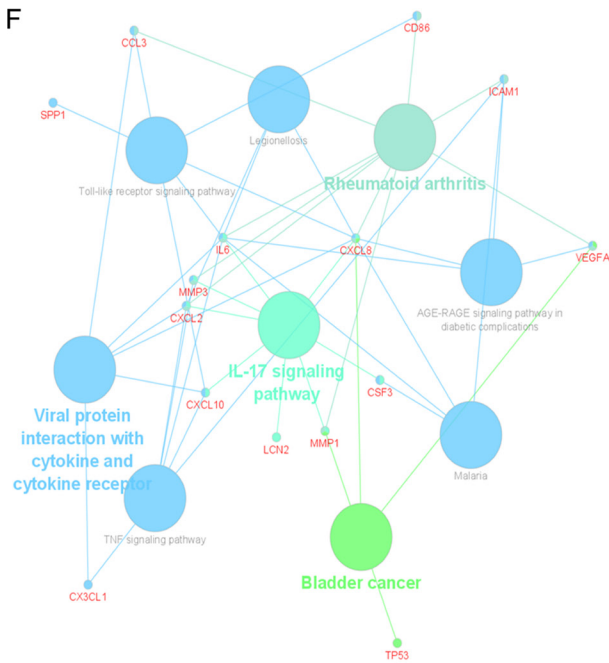 F
CCL3
CD86
ICAM1
SPP1
Legionellosis
Toll-like receptor signaling pathway
Rheumatoid arthritis
IL6
CXCL8
VEGFA
MMP3
CXCL2
AGE-RAGE signaling pathway in
diabetic complications
IL-17 signaling
pathway
CSF3
CXCL10
Viral protein
interaction with
cytokine and
cytokine receptor
LCN2
MMP1
Malaria
TNF signaling pathway
Bladder cancer
CX3CL1
TP53